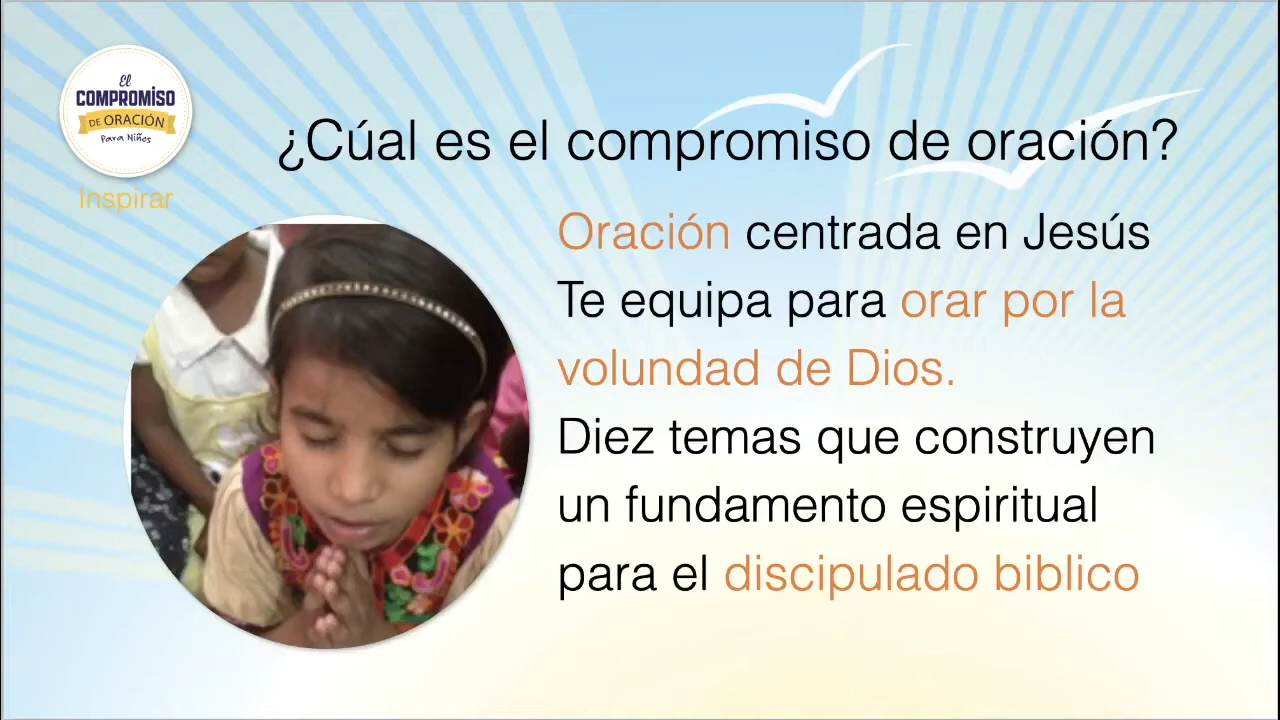 El
COMPROMISO
DE ORACIÓN
Para Niños
Inspirar
¿Cúal es el compromiso de oración?
Oración centrada en Jesús
Te equipa para orar por la
volundad de Dios.
Diez temas que construyen
un fundamento espiritual
para el discipulado biblico